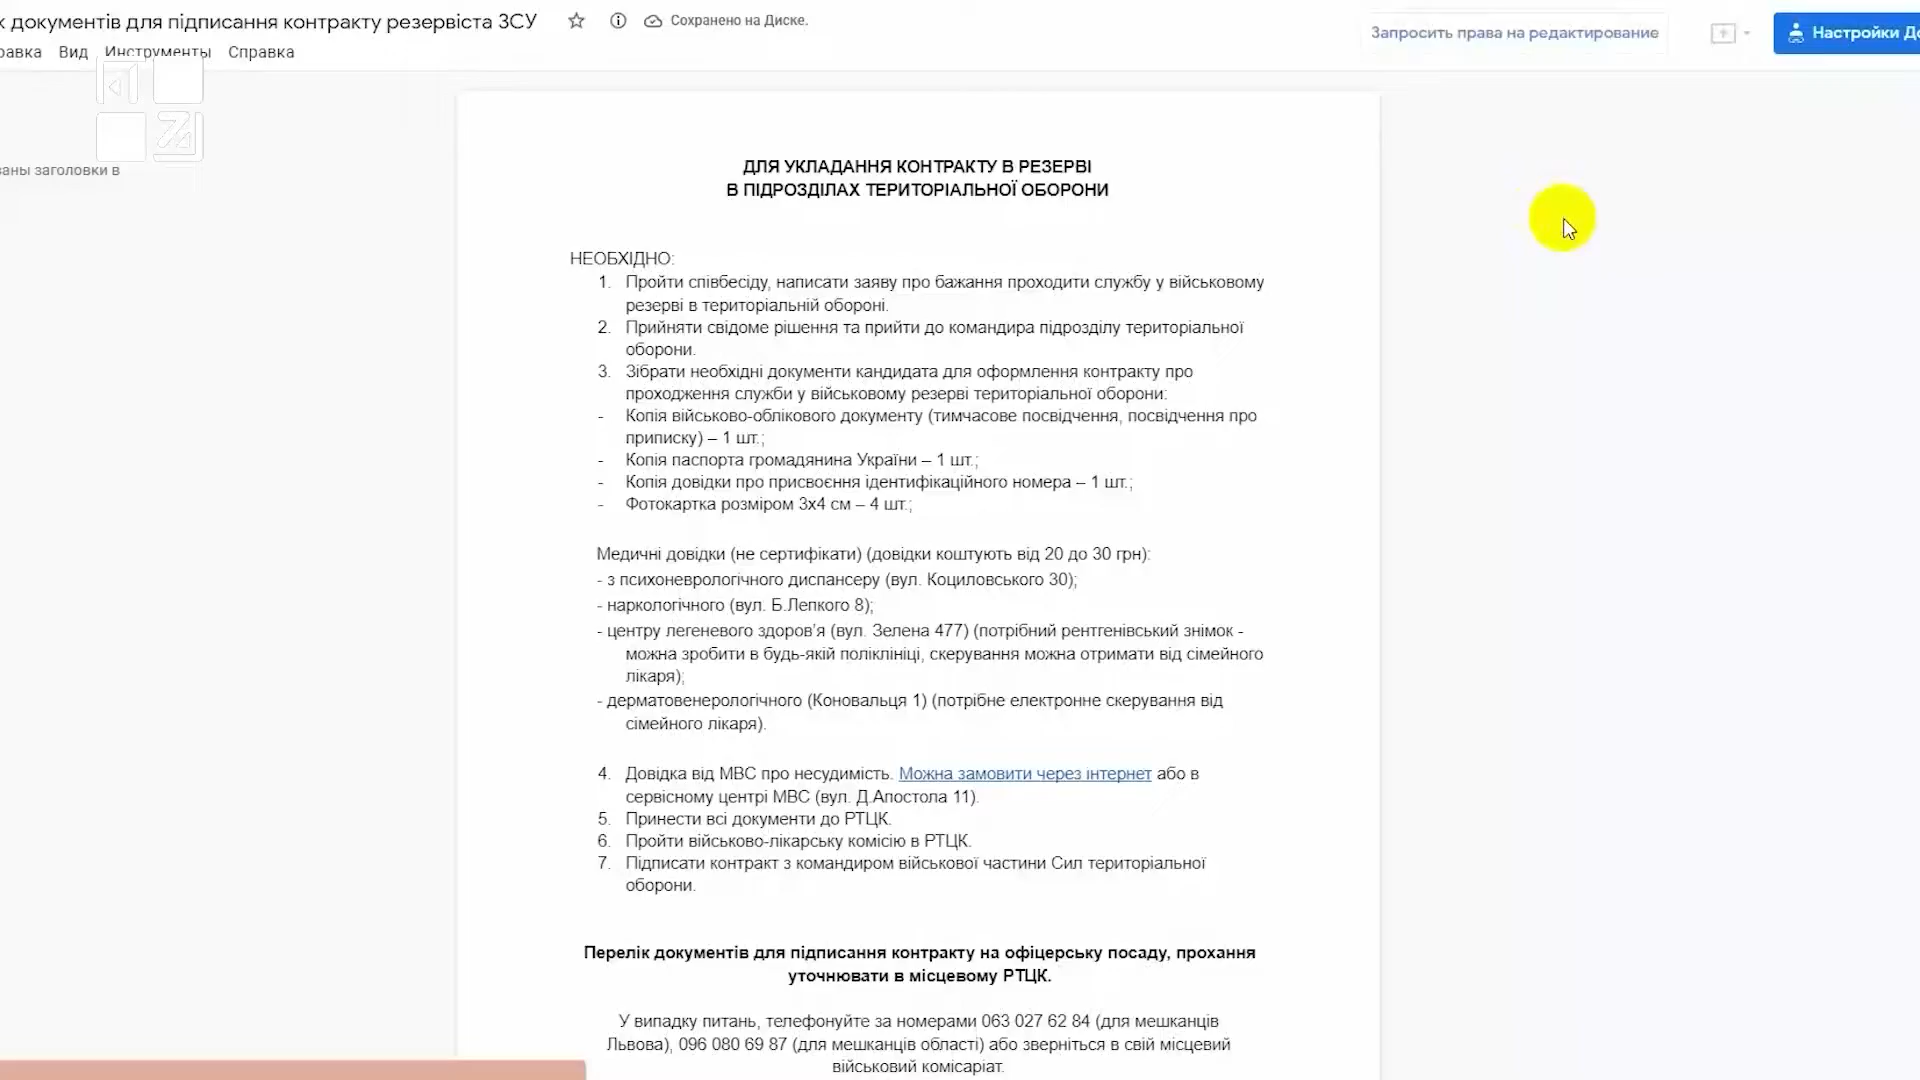 к документів для підписання контракту резервіста ЗСУ
Сохранено на Диске.
Запросить права на редактирование
Настройки До
равка Вид Инструменты Справка
заны заголовки в
ДЛЯ УКЛАДАННЯ КОНТРАКТУ В РЕЗЕРВІ
В ПІДРОЗДІЛАХ ТЕРИТОРІАЛЬНОЇ ОБОРОНИ
НЕОБХІДНО:
1. Пройти співбесіду, написати заяву про бажання проходити службу у військовому
резерві в територіальній обороні.
2. Прийняти свідоме рішення та прийти до командира підрозділу територіальної
оборони.
3. Зібрати необхідні документи кандидата для оформлення контракту про
проходження служби у військовому резерві територіальної оборони:
- Копія військово-облікового документу (тимчасове посвідчення, посвідчення про
приписку) – 1 шт.;
- Копія паспорта громадянина України – 1 шт.;
- Копія довідки про присвоєння ідентифікаційного номера – 1 шт.;
- Фотокартка розміром 3х4 см – 4 шт.;
Медичні довідки (не сертифікати) (довідки коштують від 20 до 30 грн):
- з психоневрологічного диспансеру (вул. Коциловського 30);
- наркологічного (вул. Б.Лепкого 8);
- центру легеневого здоров’я (вул. Зелена 477) (потрібний рентгенівський знімок -
можна зробити в будь-якій поліклініці, скерування можна отримати від сімейного
лікаря);
- дерматовенерологічного (Коновальця 1) (потрібне електронне скерування від
сімейного лікаря).
4. Довідка від МВС про несудимість. Можна замовити через інтернет або в
сервісному центрі МВС (вул. Д.Апостола 11).
5. Принести всі документи до РТЦК.
6. Пройти військово-лікарську комісію в РТЦК.
7. Підписати контракт з командиром військової частини Сил територіальної
оборони.
Перелік документів для підписання контракту на офіцерську посаду, прохання
уточнювати в місцевому РТЦК.
У випадку питань, телефонуйте за номерами 063 027 62 84 (для мешканців
Львова), 096 080 69 87 (для мешканців області) або зверніться в свій місцевий
військовий комісаріат.